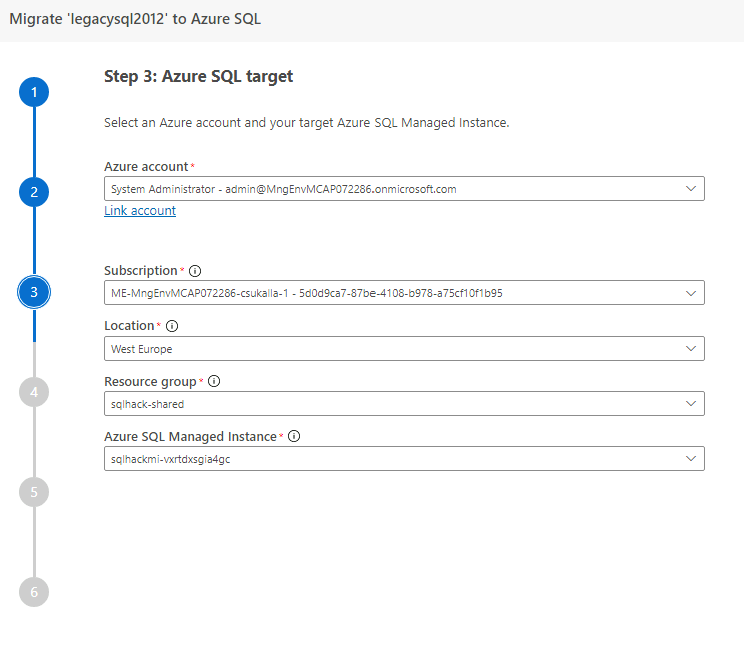 Migrate 'legacysql2012' to Azure SQL
Step 3: Azure SQL target
1
Select an Azure account and your target Azure SQL Managed Instance.
Azure account *
2
System Administrator - admin@MngEnvMCAP072286.onmicrosoft.com
Link account
Subscription *
3
ME-MngEnvMCAP072286-csukalla-1 - 5d0d9ca7-87be-4108-b978-a75cf10f1b95
Location *
West Europe
Resource group *
4
sqlhack-shared
Azure SQL Managed Instance *
sqlhackmi-vxrtdxsgia4gc
5
6